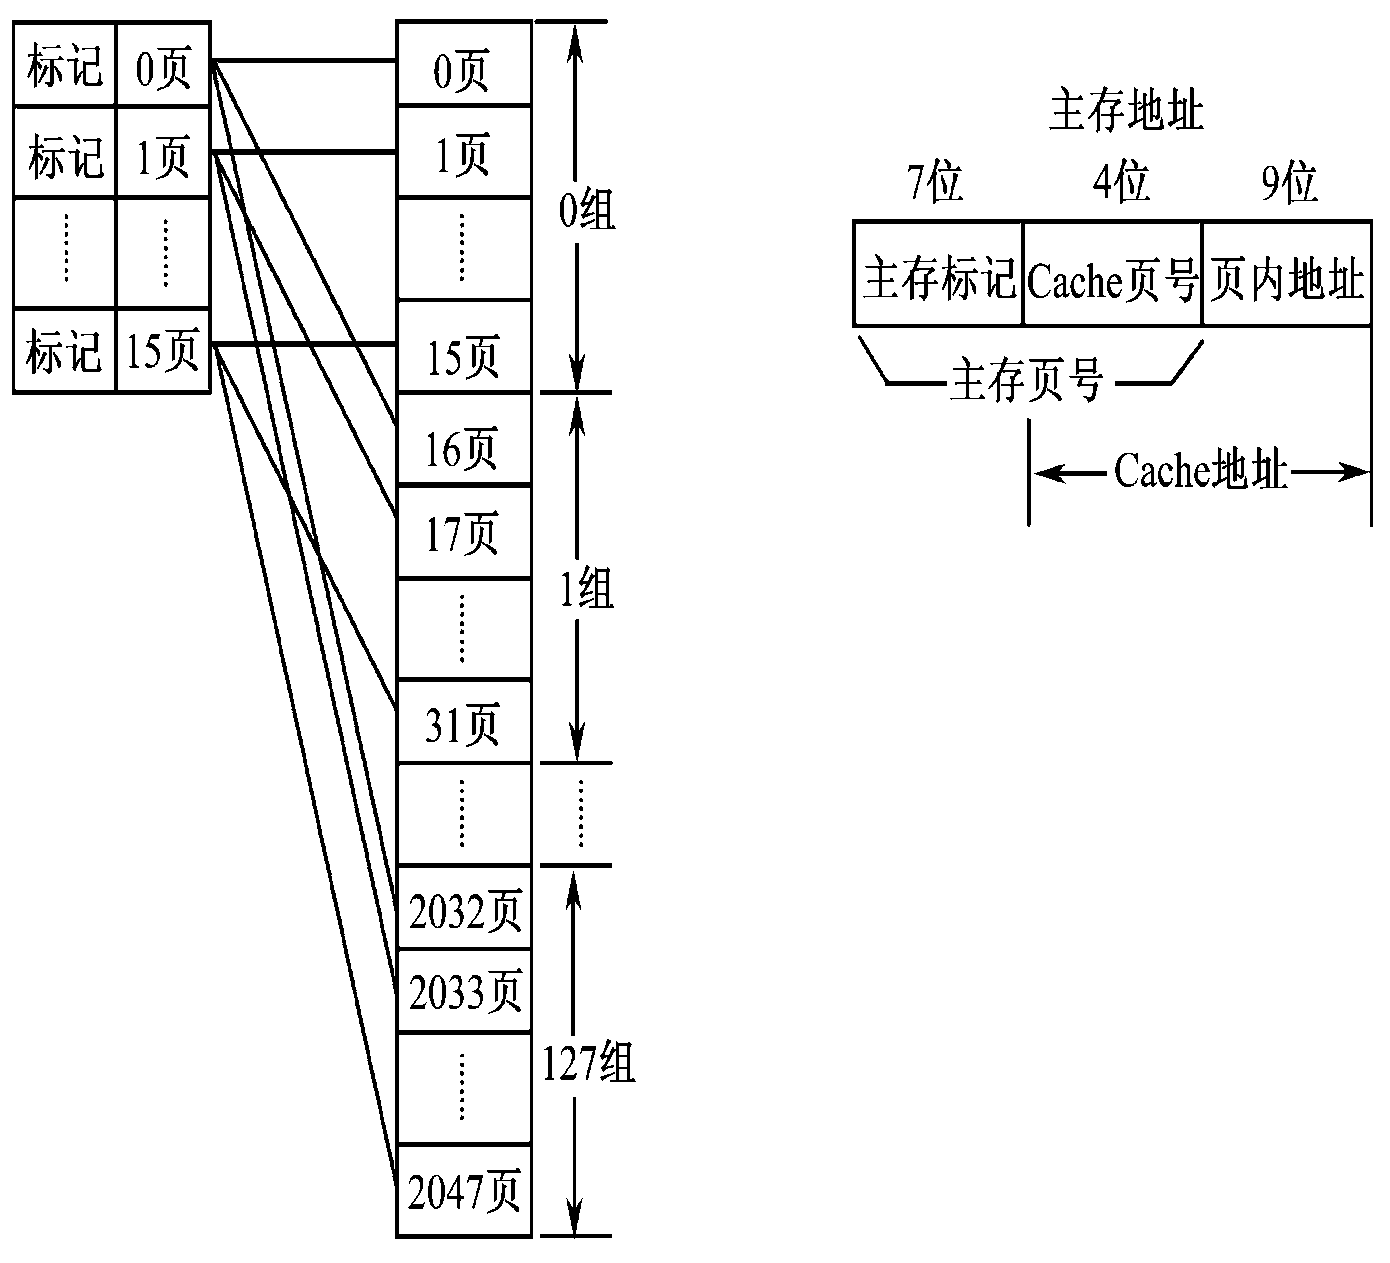 标记 0页
标记 1页
…… ……
标记 15页
0页
1页
……
15页
16页
17页
……
31页
……
2032页
2033页
……
2047页
0组
1组
……
127组
主存地址
7位 4位 9位
主存标记 Cache页号 页内地址
主存页号
Cache地址